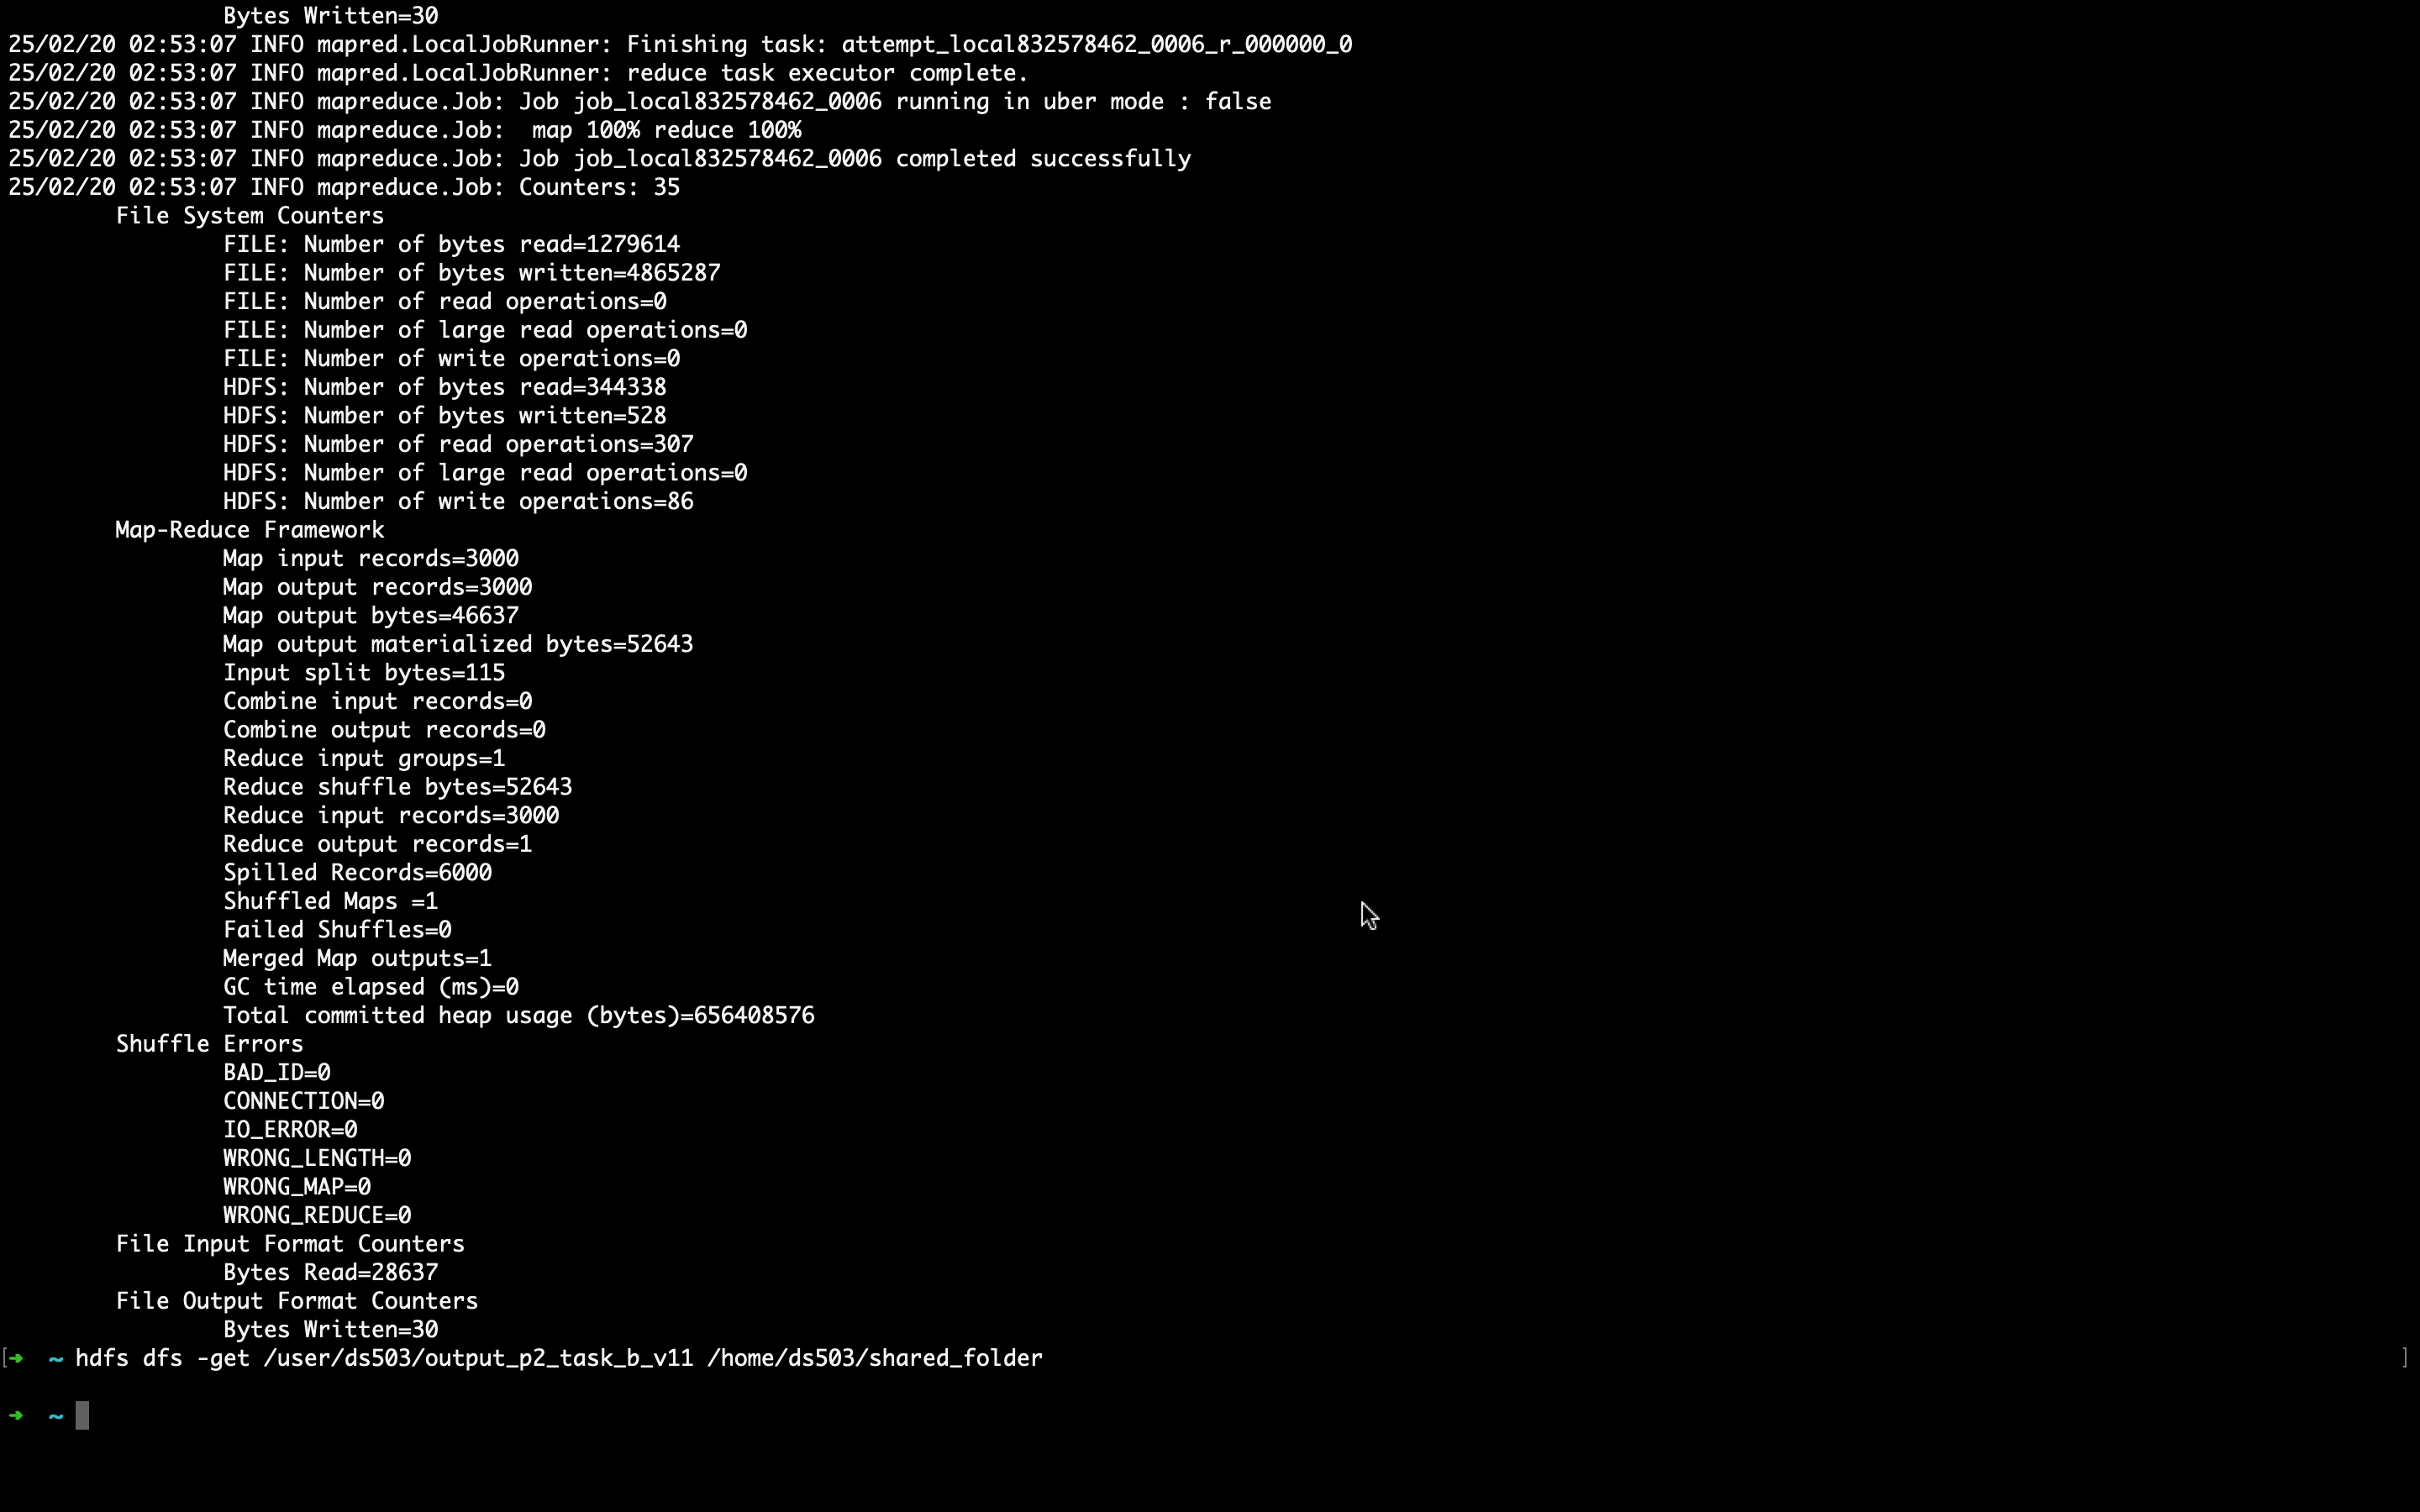 Bytes Written=30
25/02/20 02:53:07 INFO mapred.LocalJobRunner: Finishing task: attempt_local832578462_0006_r_000000_0
25/02/20 02:53:07 INFO mapred.LocalJobRunner: reduce task executor complete.
25/02/20 02:53:07 INFO mapreduce.Job: Job job_local832578462_0006 running in uber mode : false
25/02/20 02:53:07 INFO mapreduce.Job:  map 100% reduce 100%
25/02/20 02:53:07 INFO mapreduce.Job: Job job_local832578462_0006 completed successfully
25/02/20 02:53:07 INFO mapreduce.Job: Counters: 35
File System Counters
FILE: Number of bytes read=1279614
FILE: Number of bytes written=4865287
FILE: Number of read operations=0
FILE: Number of large read operations=0
FILE: Number of write operations=0
HDFS: Number of bytes read=344338
HDFS: Number of bytes written=528
HDFS: Number of read operations=307
HDFS: Number of large read operations=0
HDFS: Number of write operations=86
Map-Reduce Framework
Map input records=3000
Map output records=3000
Map output bytes=46637
Map output materialized bytes=52643
Input split bytes=115
Combine input records=0
Combine output records=0
Reduce input groups=1
Reduce shuffle bytes=52643
Reduce input records=3000
Reduce output records=1
Spilled Records=6000
Shuffled Maps =1
Failed Shuffles=0
Merged Map outputs=1
GC time elapsed (ms)=0
Total committed heap usage (bytes)=656408576
Shuffle Errors
BAD_ID=0
CONNECTION=0
IO_ERROR=0
WRONG_LENGTH=0
WRONG_MAP=0
WRONG_REDUCE=0
File Input Format Counters
Bytes Read=28637
File Output Format Counters
Bytes Written=30
[➜  ~ hdfs dfs -get /user/ds503/output_p2_task_b_v11 /home/ds503/shared_folder ]
➜  ~